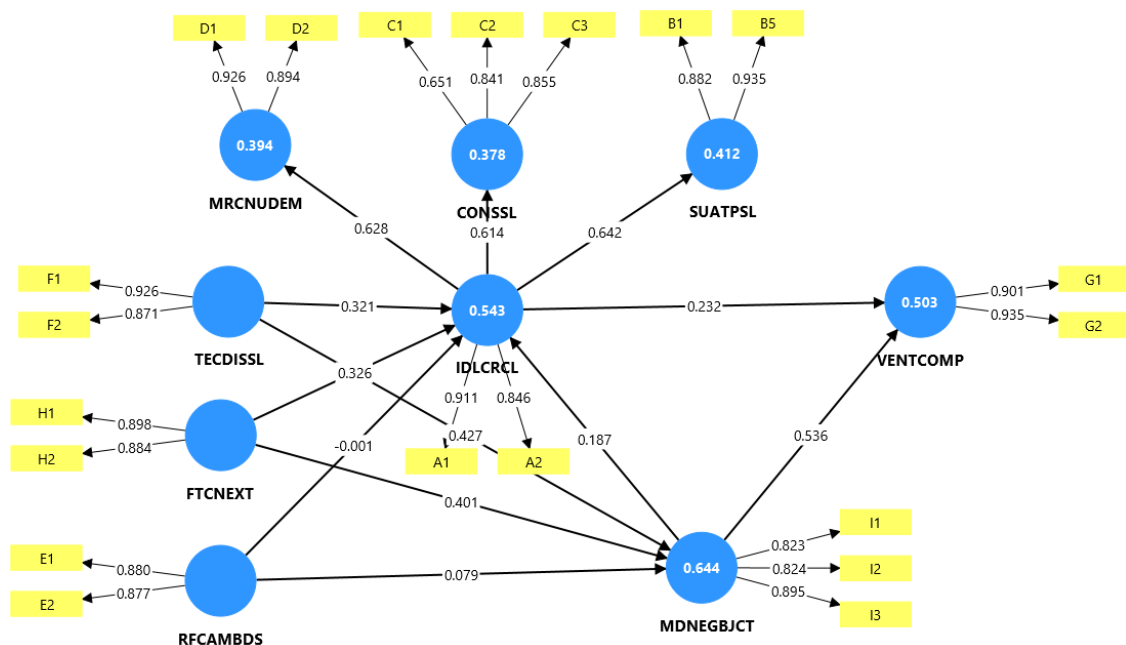 D1 D2 C1 C2 C3 B1 B5
0.926 0.894 0.651 0.841 0.855 0.882 0.935
0.394 0.378 0.412
MRCNUDEM CONSSL SUATPSL
0.628 0.614 0.642
F1 0.926
F2 0.871
TECDISSL
0.321 0.543 0.232 0.503
IDLCRCL
VENTCOMP
0.901 G1
0.935 G2
0.326 0.911 0.846
H1 0.898
H2 0.884
FTCNEXT
-0.001 0.427 0.187 0.536
A1 A2
0.401
E1 0.880
E2 0.877
RFCAMBDS
0.079 0.644
MDNEGBJCT
0.823 I1
0.824 I2
0.895 I3